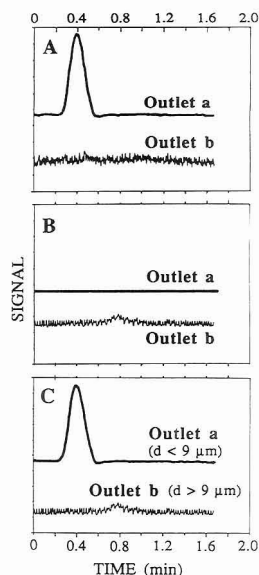 0 0.4 0.8 1.2 1.6 2.0
A
Outlet a
Outlet b
B
Outlet a
Outlet b
SIGNAL
C
Outlet a
(d < 9 µm)
Outlet b (d > 9 µm)
0 0.4 0.8 1.2 1.6 2.0
TIME (min)